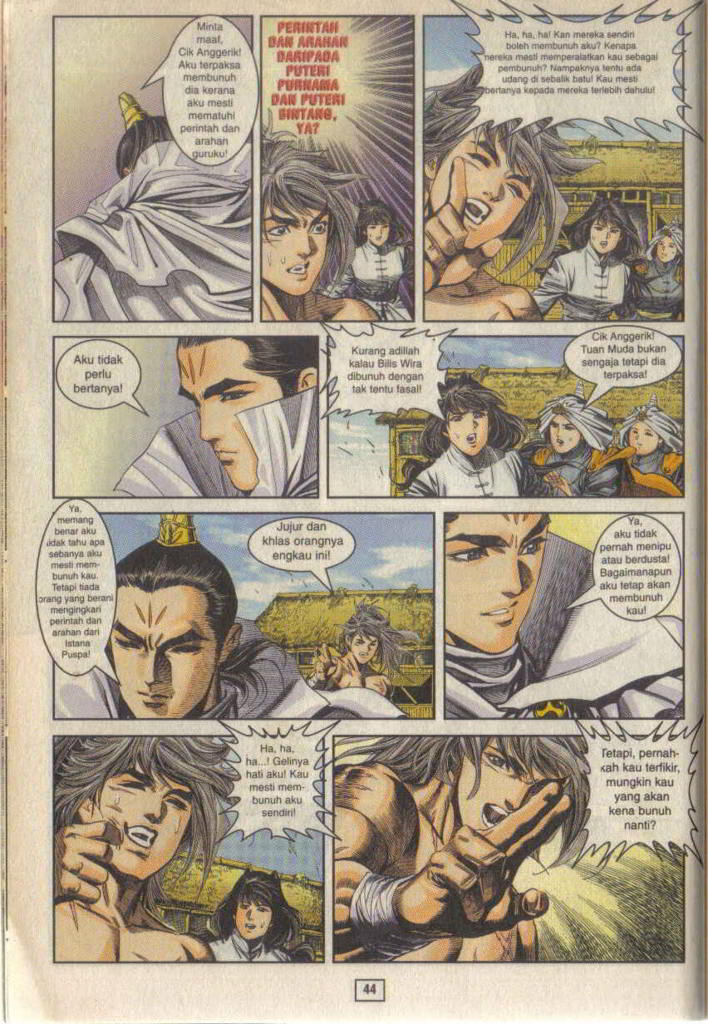 Minta
maaf,
Cik Anggerik!
Aku terpaksa
membunuh
dia kerana
aku mesti
mematuhi
perintah dan
arahan
guruku!
PERINTAH
DAN ARAHAN
DARIPADA
PUTERI
PURNAMA
DAN PUTERI
BINTANG,
YA?
Ha, ha, ha! Kan mereka sendiri
boleh membunuh aku? Kenapa
mereka mesti memperalatkan kau sebagai
pembunuh? Nampaknya tentu ada
udang di sebalik batu! Kau mesti
bertanya kepada mereka terlebih dahulu!
Aku tidak
perlu
bertanya!
Kurang adillah
kalau Bilis Wira
dibunuh dengan
tak tentu fasal!
Cik Anggerik!
Tuan Muda bukan
sengaja tetapi dia
terpaksa!
Ya,
memang
benar aku
tidak tahu apa
sebanya aku
mesti mem-
bunuh kau.
Tetapi tiada
orang yang berani
mengingkari
perintah dan
arahan dari
Istana
Puspa!
Jujur dan
khlas orangnya
engkau ini!
Ya,
aku tidak
pernah menipu
atau berdusta!
Bagaimanapun
aku tetap akan
membunuh
kau!
Ha, ha,
ha...! Gelinya
hati aku! Kau
mesti mem-
bunuh aku
sendiri!
Tetapi, pernah-
kah kau terfikir,
mungkin kau
yang akan
kena bunuh
nanti?
44